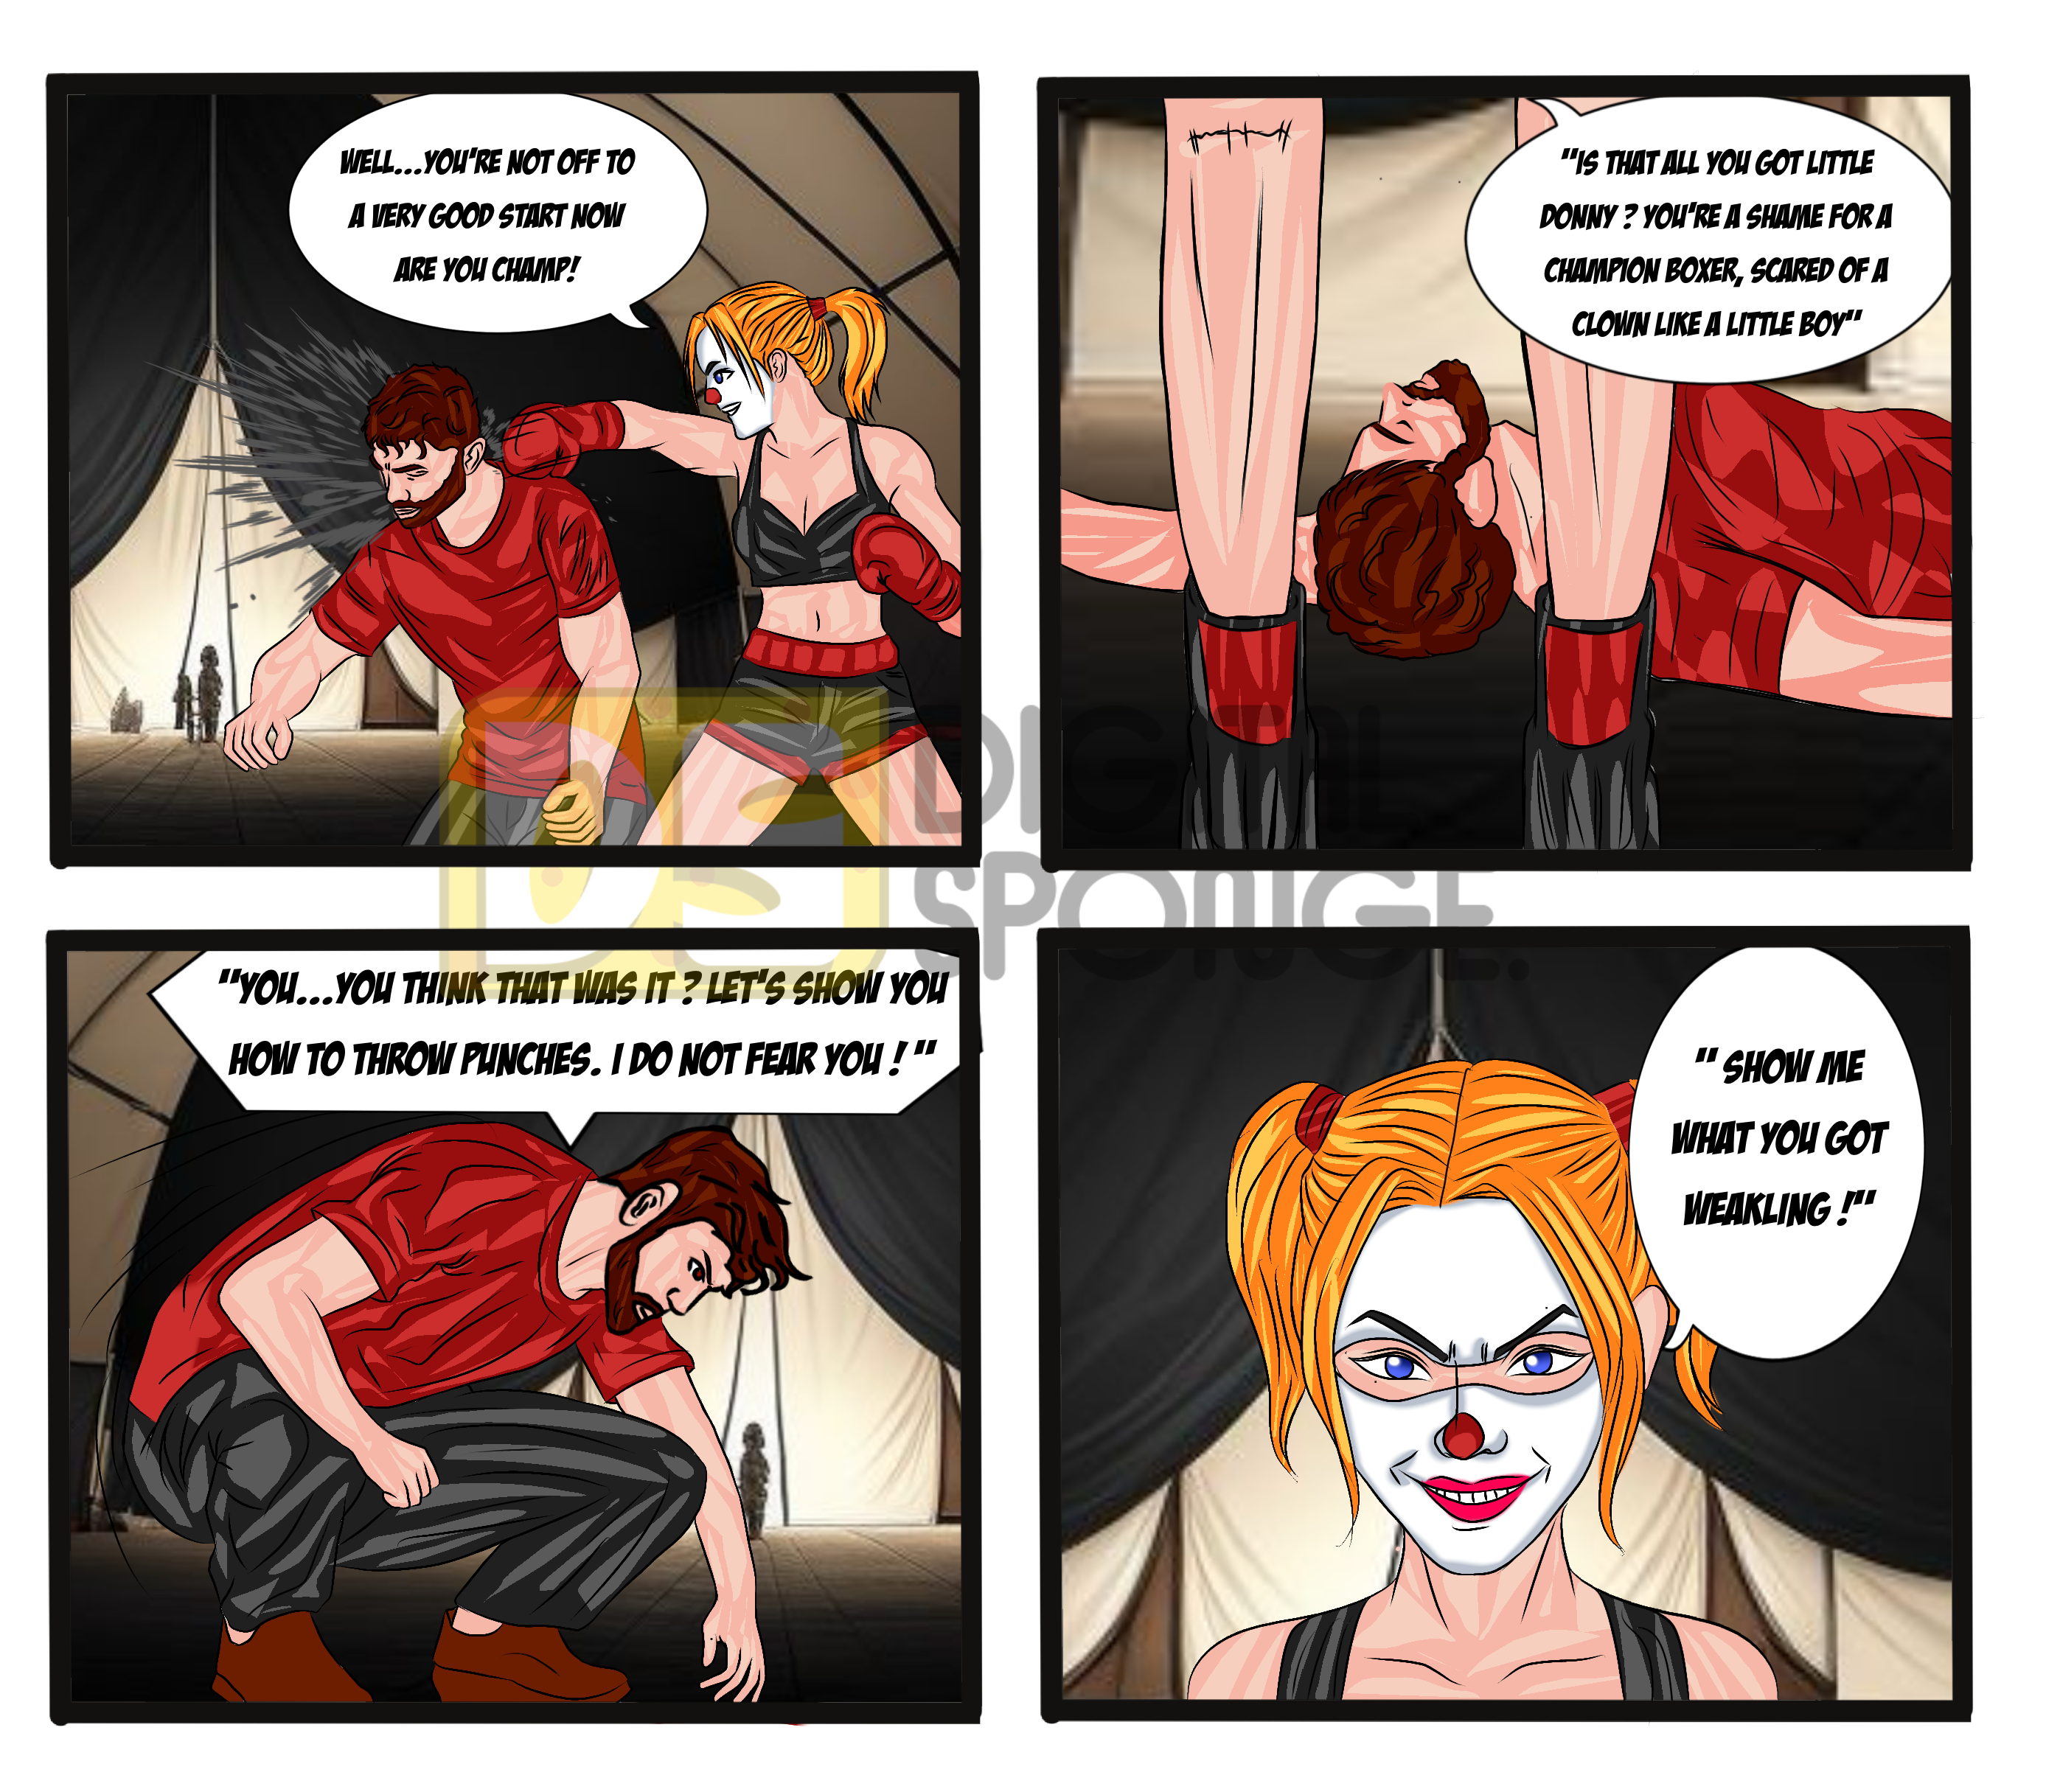 WELL...YOU'RE NOT OFF TO
A VERY GOOD START NOW
ARE YOU CHAMP!
"IS THAT ALL YOU GOT LITTLE
DONNY ? YOU'RE A SHAME FOR A
CHAMPION BOXER, SCARED OF A
CLOWN LIKE A LITTLE BOY"
DS DIGITAL
SPONGE.
"YOU...YOU THINK THAT WAS IT ? LET'S SHOW YOU
HOW TO THROW PUNCHES. I DO NOT FEAR YOU ! "
" SHOW ME
WHAT YOU GOT
WEAKLING !"